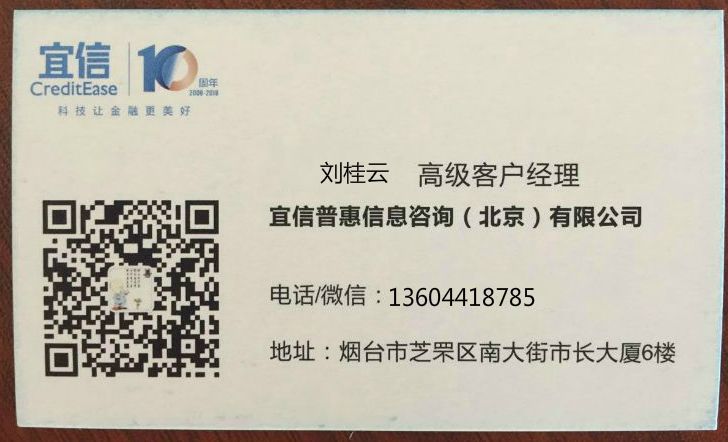 宜信
CreditEase
10周年
2006-2016
科技让金融更美好
刘桂云 高级客户经理
宜信普惠信息咨询（北京）有限公司
电话/微信：13604418785
地址：烟台市芝罘区南大街市长大厦6楼